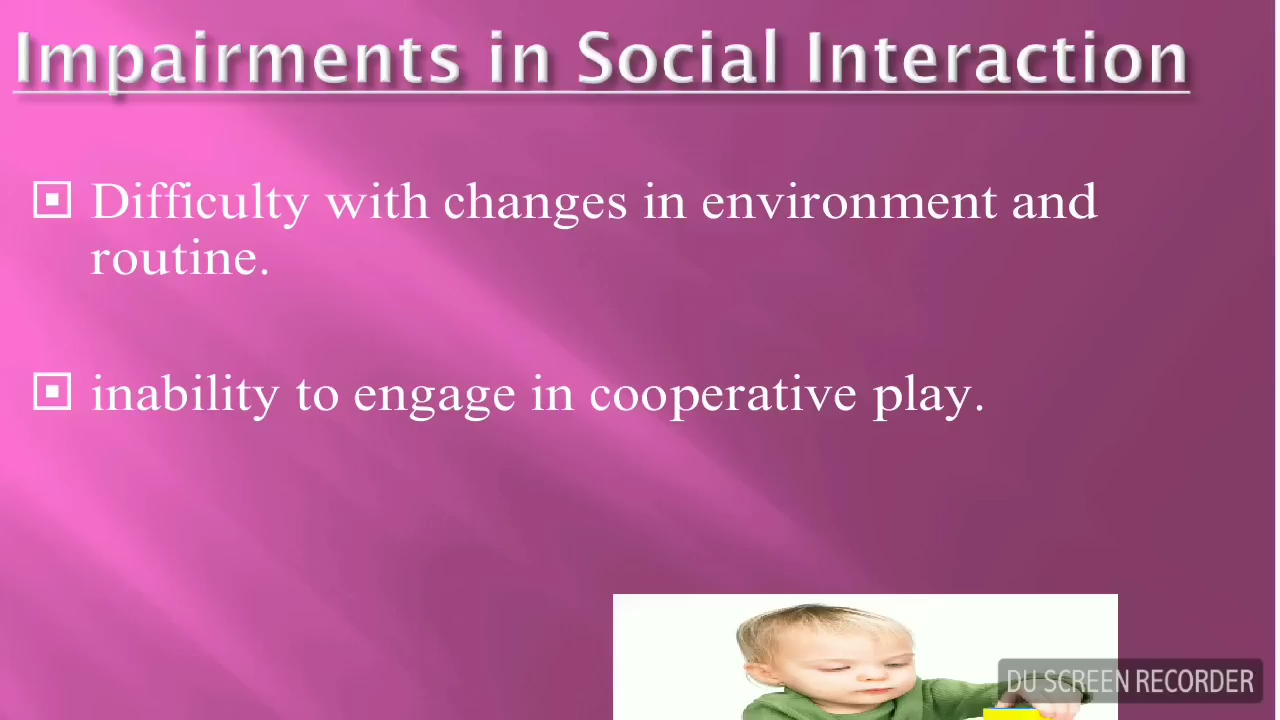 Impairments in Social Interaction
Difficulty with changes in environment and
routine.
inability to engage in cooperative play.
DU SCREEN RECORDER